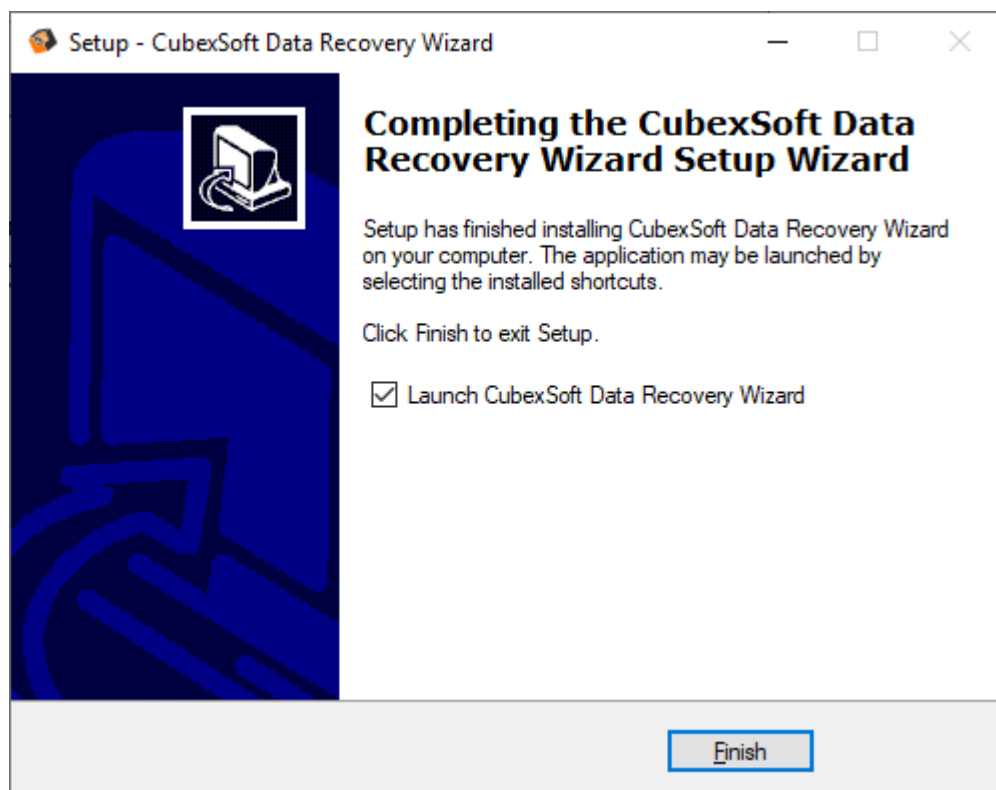 Setup - CubexSoft Data Recovery Wizard
Completing the CubexSoft Data
Recovery Wizard Setup Wizard
Setup has finished installing CubexSoft Data Recovery Wizard
on your computer. The application may be launched by
selecting the installed shortcuts.
Click Finish to exit Setup.
Launch CubexSoft Data Recovery Wizard
Finish